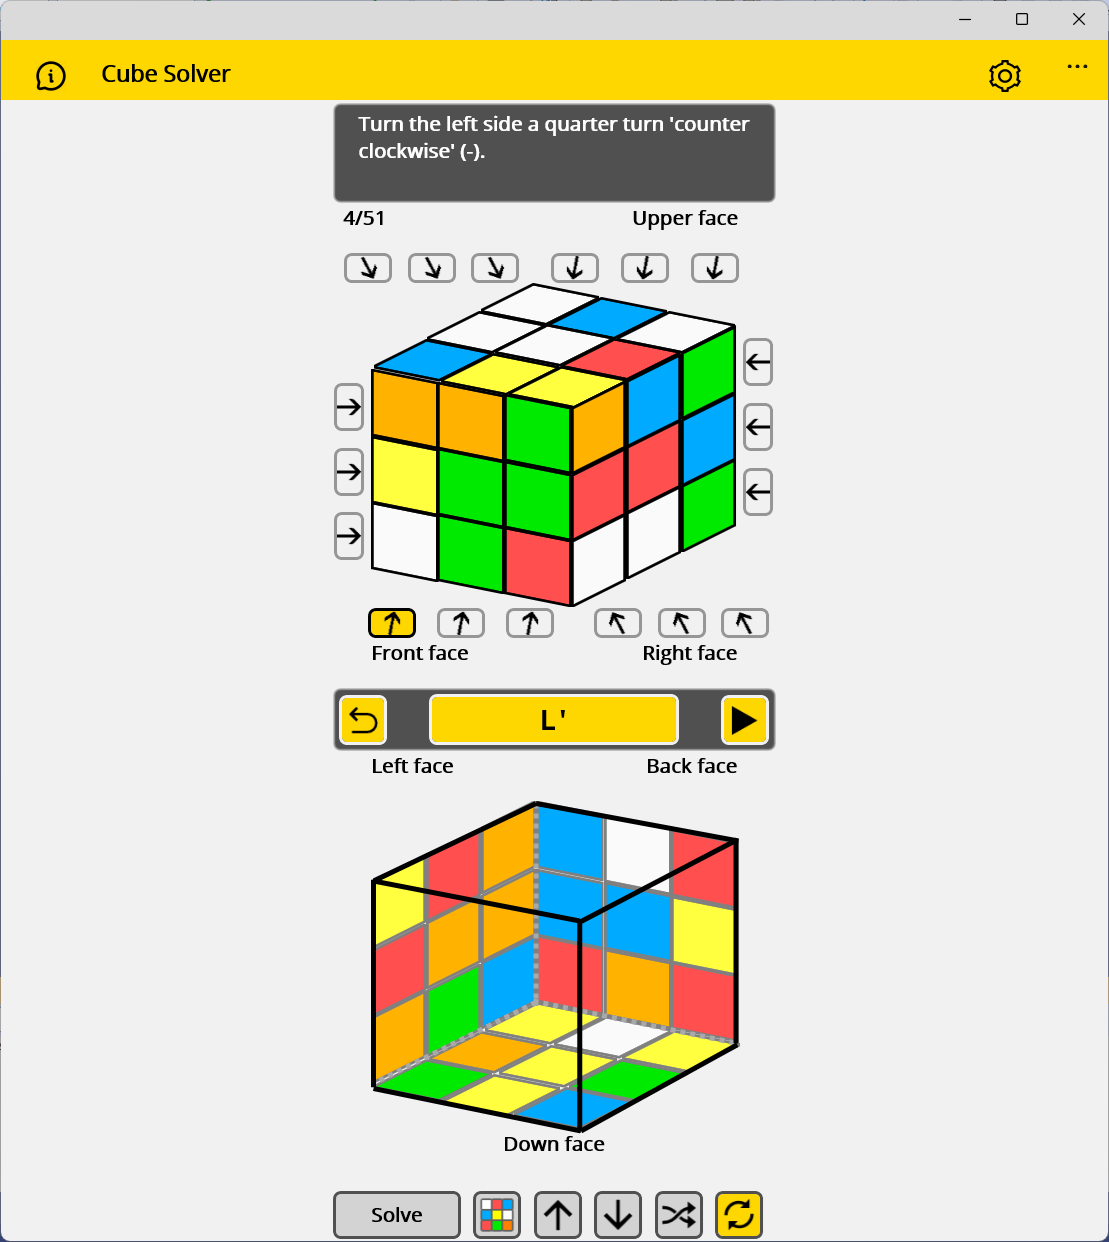 Cube Solver
Turn the left side a quarter turn 'counter
clockwise' (-).
4/51
Upper face
Front face
Right face
L'
Left face
Back face
Down face
Solve